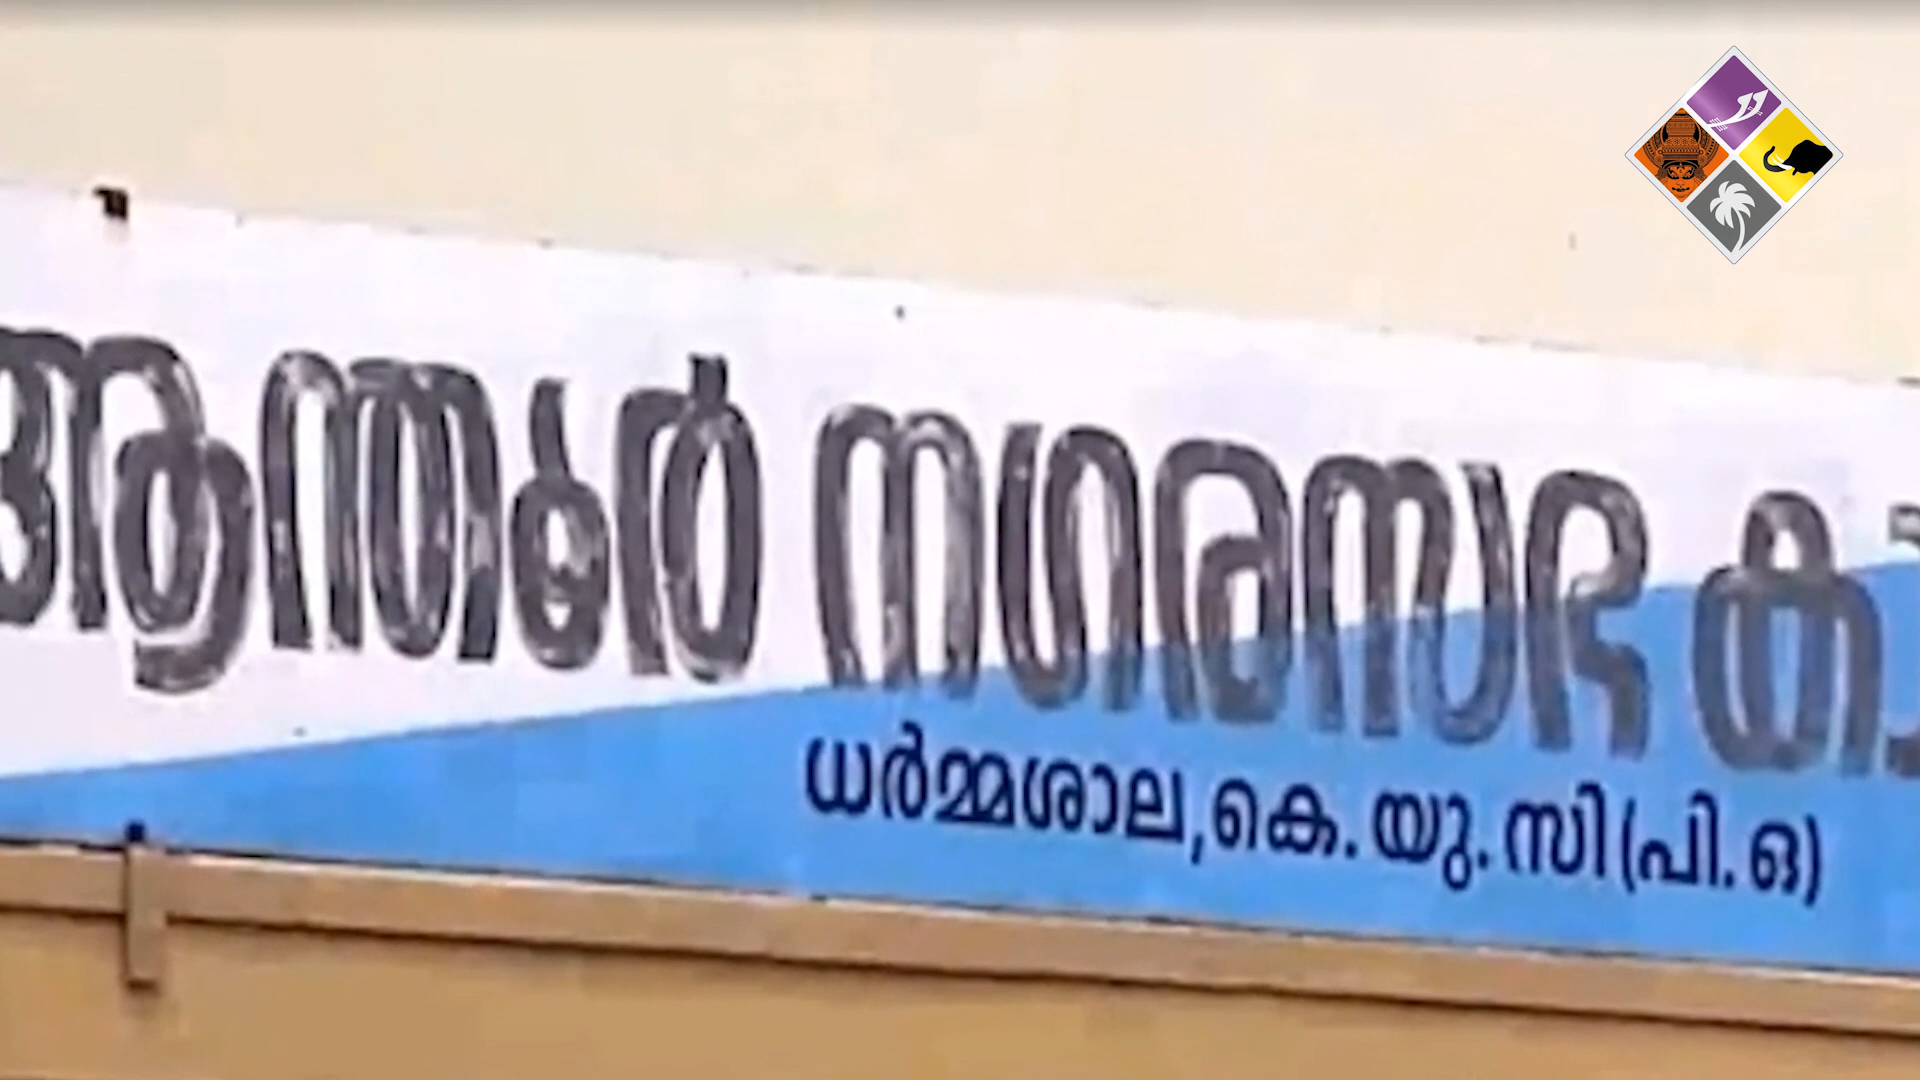 ആന്തൂർ നഗരസഭ
ധർമ്മശാല, കെ. യു. സി (പി. ഒ)